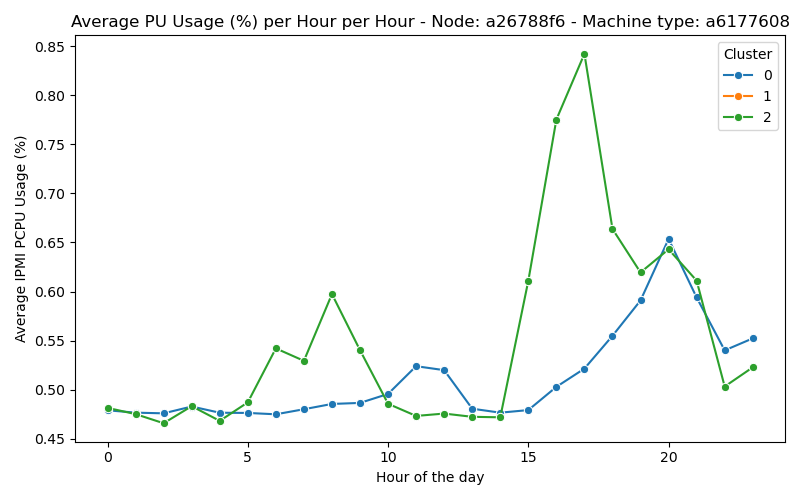 Average PU Usage (%) per Hour per Hour - Node: a26788f6 - Machine type: a6177608
Cluster
0
1
2
Average IPMI PCPU Usage (%)
0.85
0.80
0.75
0.70
0.65
0.60
0.55
0.50
0.45
0 5 10 15 20
Hour of the day